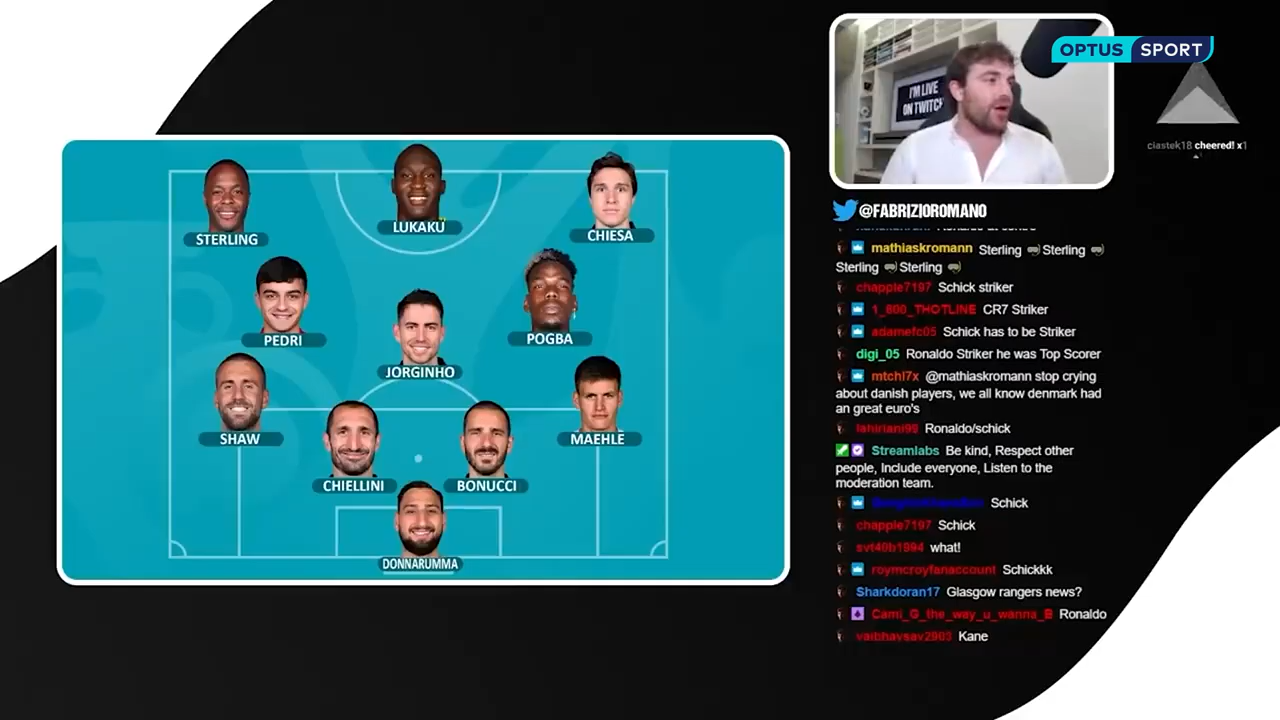 OPTUS SPORT
I'M LIVE
ON TWITCH
ciastek18 cheered! x1
@FABRIZIOROMANO
STERLING
LUKAKU
CHIESA
PEDRI
JORGINHO
POGBA
SHAW
CHIELLINI
BONUCCI
MAEHLE
DONNARUMMA
mathiaskromann Sterling Sterling
Sterling Sterling
chapple7197 Schick striker
1_800_THOTLINE CR7 Striker
adamefc05 Schick has to be Striker
digi_05 Ronaldo Striker he was Top Scorer
mtchl7x @mathiaskromann stop crying
about danish players, we all know denmark had
an great euro's
lahiriani99 Ronaldo/schick
Streamlabs Be kind, Respect other
people, Include everyone, Listen to the
moderation team.
Schick
chapple7197 Schick
svt40b1994 what!
roymcroyfanaccount Schickkk
Sharkdoran17 Glasgow rangers news?
Cami_G_the_way_u_wanna_B Ronaldo
vaibhavsav2903 Kane